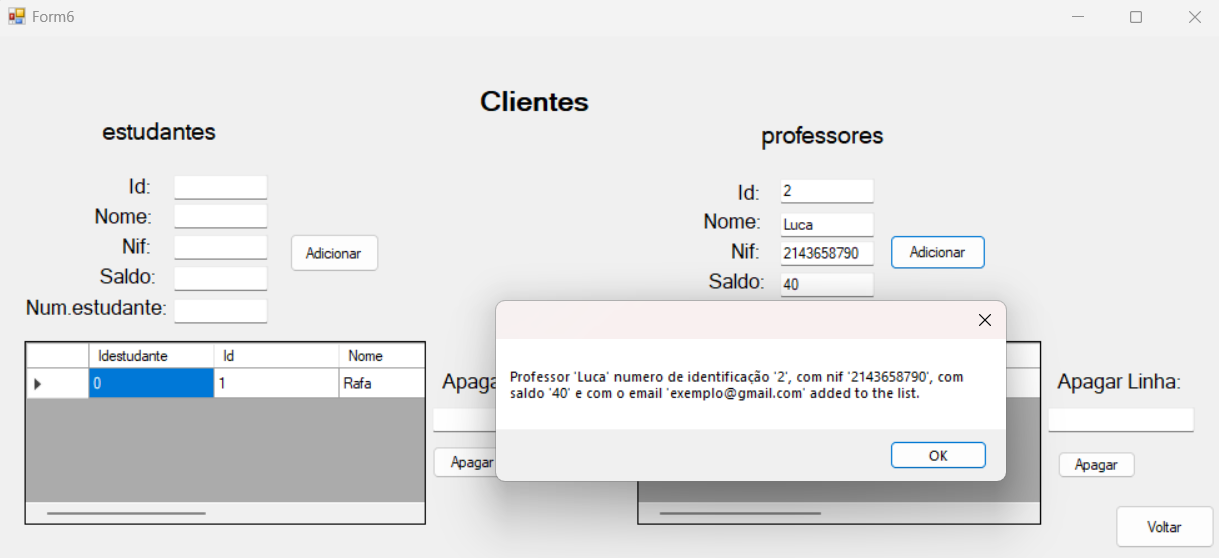 Form6
Clientes
estudantes
professores
Id:
Nome:
Nif:
Saldo:
Num.estudante:
Adicionar
Id: 2
Nome: Luca
Nif: 2143658790
Saldo: 40
Adicionar
Idestudante Id Nome
0 1 Rafa
Apaga
Apagar
Professor 'Luca' numero de identificação '2', com nif '2143658790', com
saldo '40' e com o email 'exemplo@gmail.com' added to the list.
OK
Apagar Linha:
Apagar
Voltar